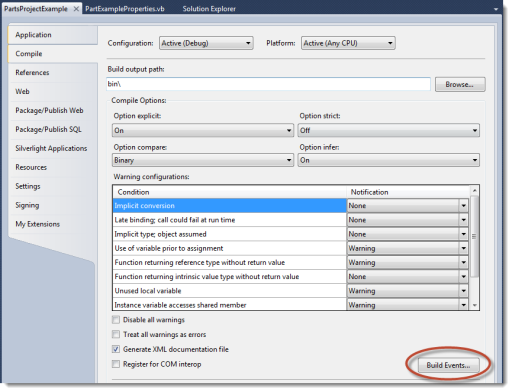 PartsProjectExample PartExampleProperties.vb Solution Explorer
Application
Compile
References
Web
Package/Publish Web
Package/Publish SQL
Silverlight Applications
Resources
Settings
Signing
My Extensions
Configuration: Active (Debug) Platform: Active (Any CPU)
Build output path:
bin\ Browse...
Compile Options:
Option explicit: Option strict:
On Off
Option compare: Option infer:
Binary On
Warning configurations:
Condition Notification
Implicit conversion None
Late binding; call could fail at run time None
Implicit type; object assumed None
Use of variable prior to assignment Warning
Function returning reference type without return value Warning
Function returning intrinsic value type without return value None
Unused local variable Warning
Instance variable accesses shared member Warning
Disable all warnings
Treat all warnings as errors
Generate XML documentation file
Register for COM interop Build Events...